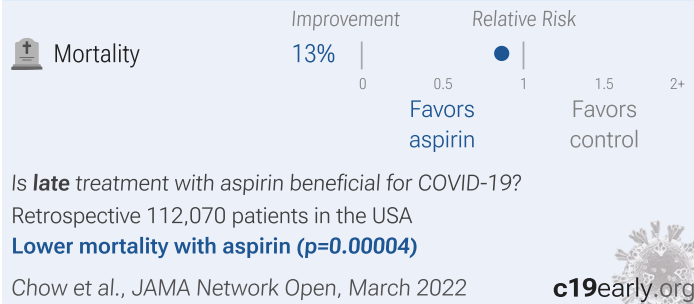 Improvement Relative Risk
Mortality 13%
0 0.5 1 1.5 2+
Favors aspirin Favors control
Is late treatment with aspirin beneficial for COVID-19?
Retrospective 112,070 patients in the USA
Lower mortality with aspirin (p=0.00004)
Chow et al., JAMA Network Open, March 2022 c19early.org